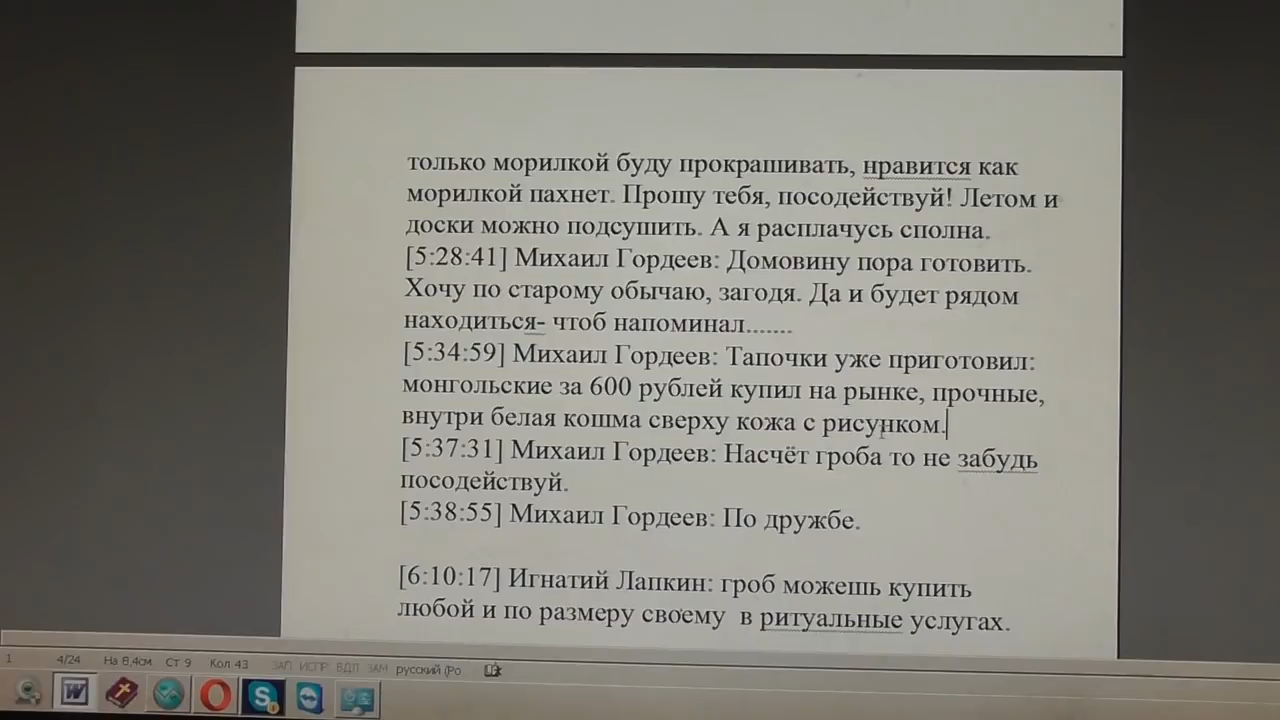 только морилкой буду прокрашивать, нравится как
морилкой пахнет. Прошу тебя, посодействуй! Летом и
доски можно подсушить. А я расплачусь сполна.
[5:28:41] Михаил Гордеев: Домовину пора готовить.
Хочу по старому обычаю, загодя. Да и будет рядом
находиться- чтоб напоминал.......
[5:34:59] Михаил Гордеев: Тапочки уже приготовил:
монгольские за 600 рублей купил на рынке, прочные,
внутри белая кошма сверху кожа с рисунком.
[5:37:31] Михаил Гордеев: Насчёт гроба то не забудь
посодействуй.
[5:38:55] Михаил Гордеев: По дружбе.
[6:10:17] Игнатий Лапкин: гроб можешь купить
любой и по размеру своему  в ритуальные услугах.
1 4/24 На 8,4см Ст 9 Кол 43 ЗАП ИСПР ВДЛ ЗАМ русский (Ро